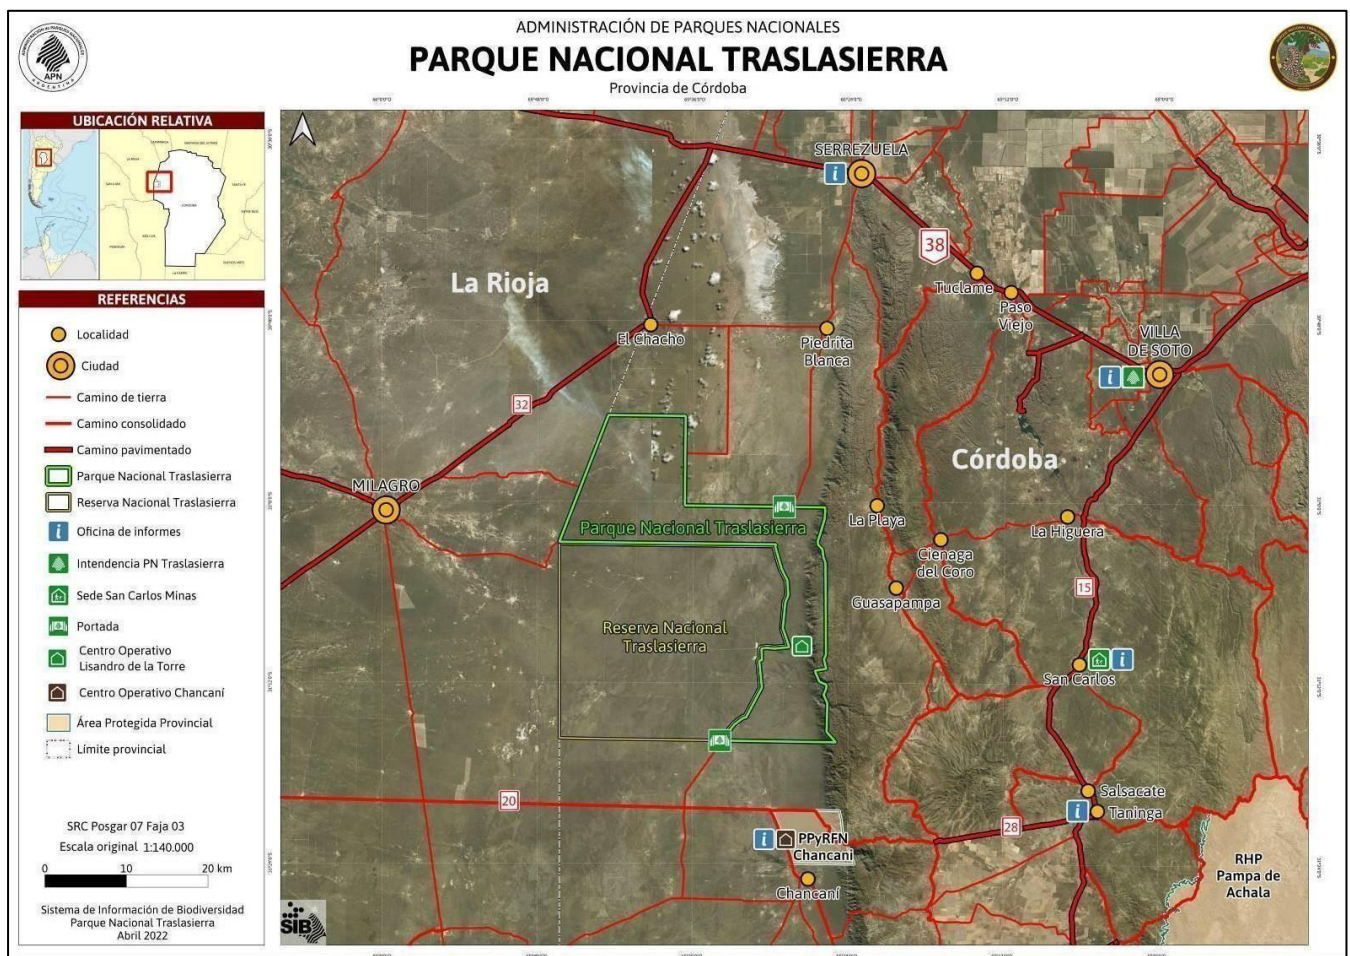 ADMINISTRACIÓN DE PARQUES NACIONALES
PARQUE NACIONAL TRASLASIERRA
Provincia de Córdoba
APN
UBICACIÓN RELATIVA
REFERENCIAS
Localidad
Ciudad
Camino de tierra
Camino consolidado
Camino pavimentado
Parque Nacional Traslasierra
Reserva Nacional Traslasierra
Oficina de informes
Intendencia PN Traslasierra
Sede San Carlos Minas
Portada
Centro Operativo
Lisandro de la Torre
Centro Operativo Chancaní
Área Protegida Provincial
Límite provincial
SRC Posgar 07 Faja 03
Escala original 1:140.000
0 10 20 km
Sistema de Información de Biodiversidad
Parque Nacional Traslasierra
Abril 2022
SERREZUELA
38
La Rioja
Tuclame
Paso
Viejo
El Chacho
Piedrita
Blanca
VILLA
DE SOTO
32
Córdoba
MILAGRO
Parque Nacional Traslasierra
La Playa
La Higuera
Cienaga
del Coro
15
Guasapampa
Reserva Nacional
Traslasierra
San Carlos
20
Salsacate
Taninga
28
PPyRFN
Chancani
Chancaní
RHP
Pampa de
Achala
SIB